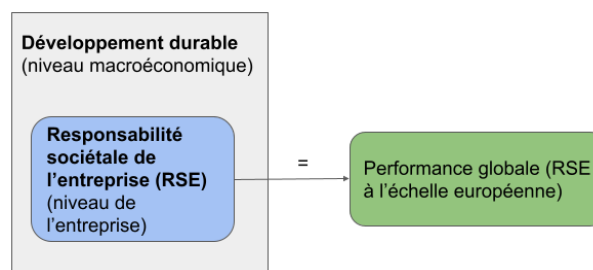 Développement durable
(niveau macroéconomique)
Responsabilité
sociétale de
l'entreprise (RSE)
(niveau de
l'entreprise)
=
Performance globale (RSE
à l'échelle européenne)